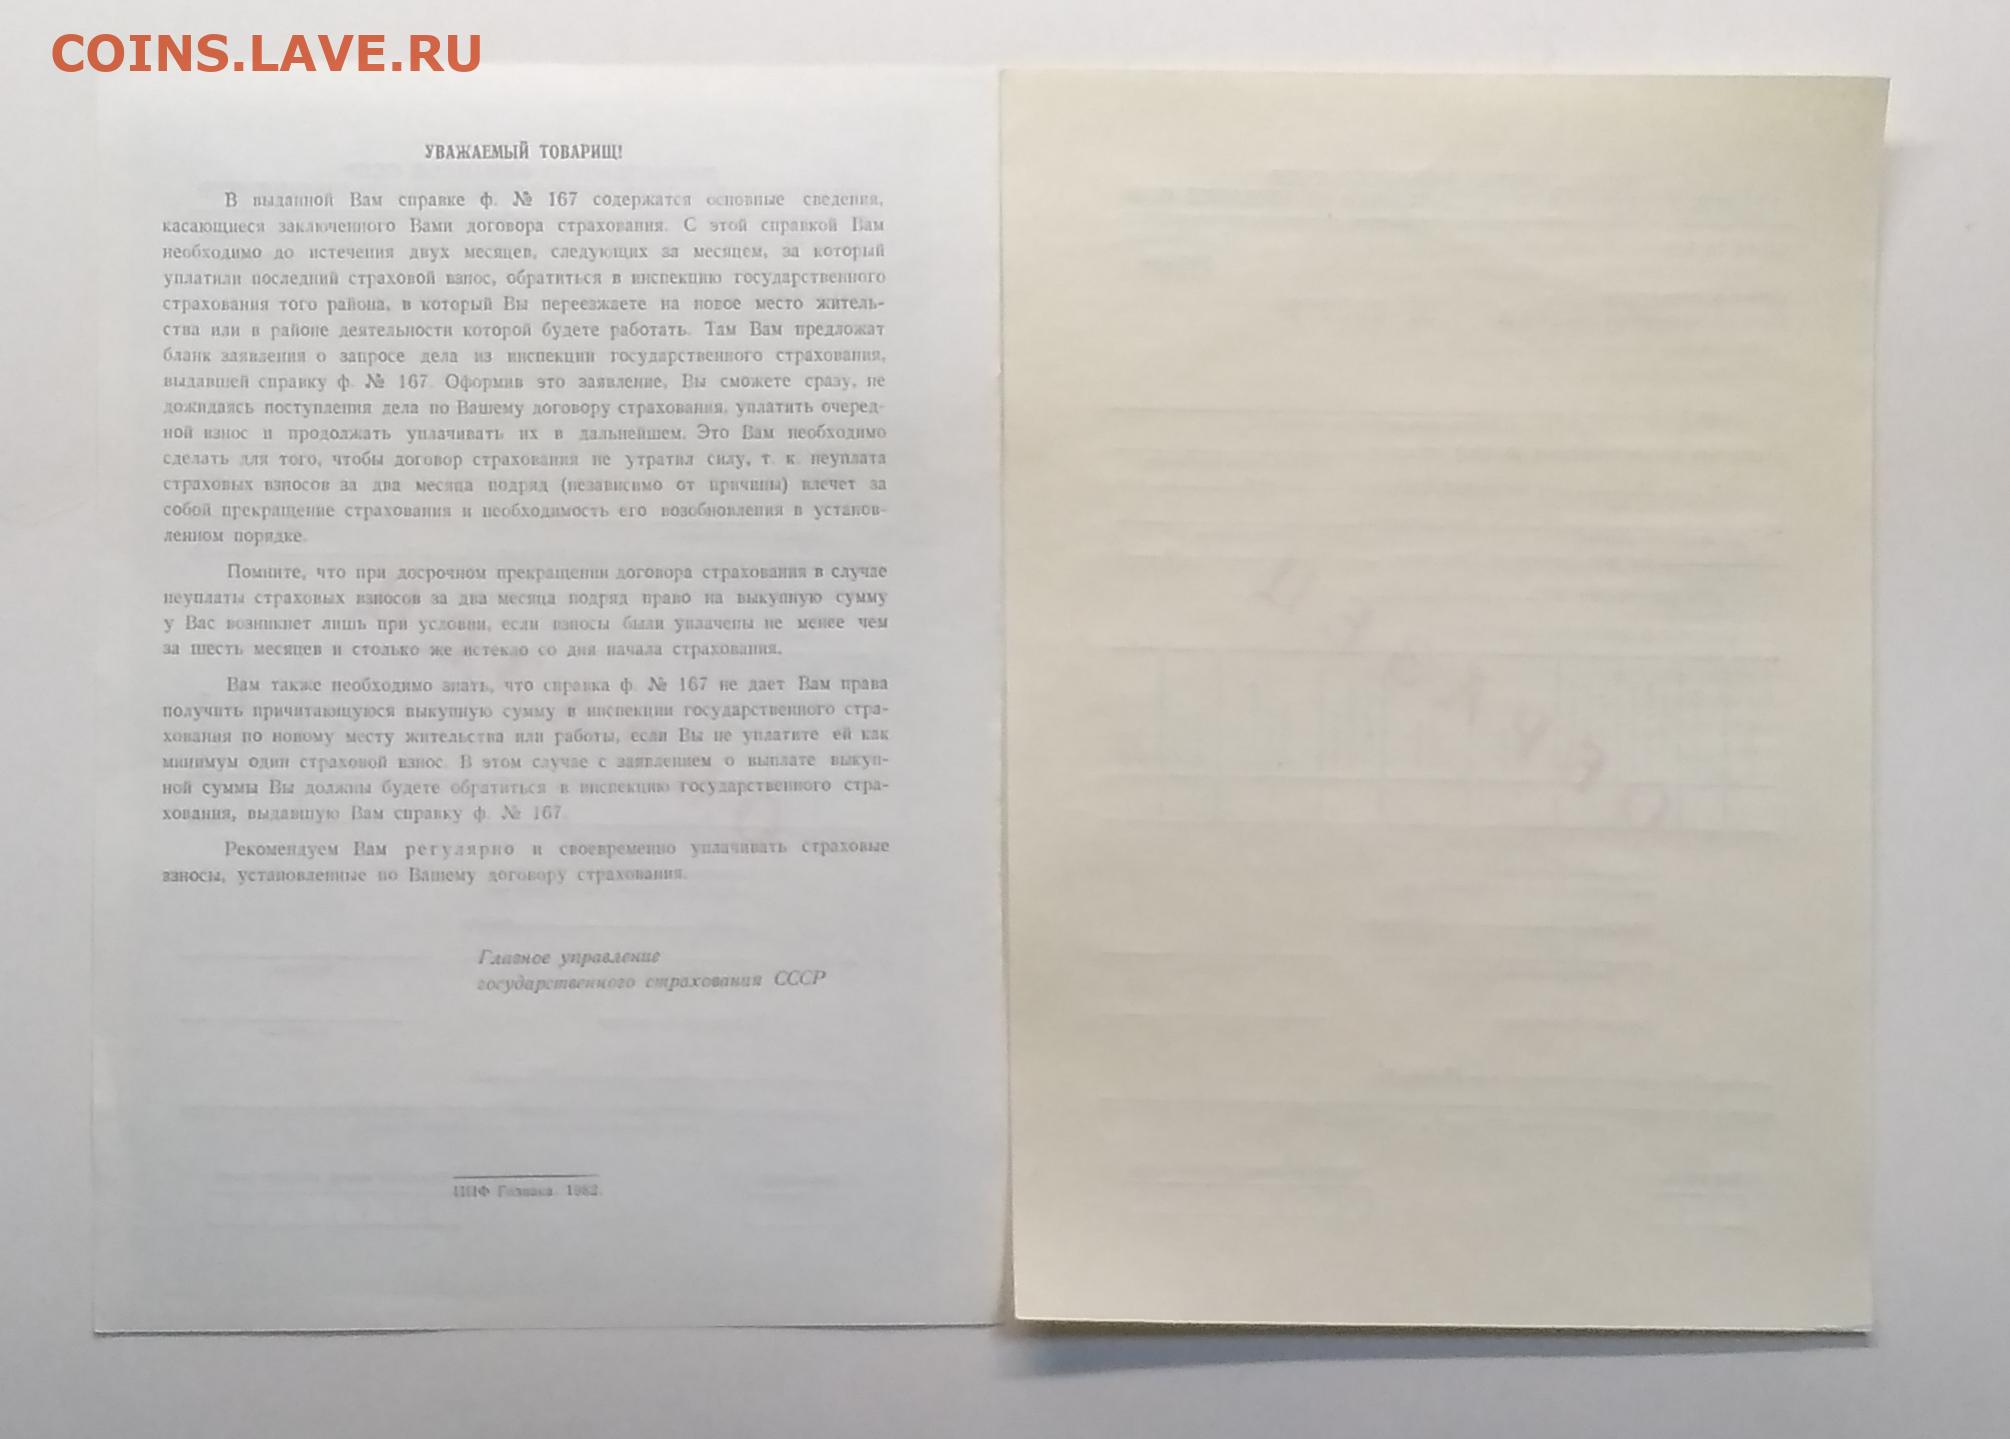 COINS.LAVE.RU
УВАЖАЕМЫЙ ТОВАРИЩ!
В выданной Вам справке ф. № 167 содержатся основные сведения,
касающиеся заключенного Вами договора страхования. С этой справкой Вам
необходимо до истечения двух месяцев, следующих за месяцем, за который
уплатили последний страховой взнос, обратиться в инспекцию государственного
страхования того района, в который Вы переезжаете на новое место житель-
ства или в районе деятельности которой будете работать. Там Вам предложат
бланк заявления о запросе дела из инспекции государственного страхования,
выдавшей справку ф. № 167. Оформив это заявление, Вы сможете сразу, не
дожидаясь поступления дела по Вашему договору страхования, уплатить очеред-
ной взнос и продолжать уплачивать их в дальнейшем. Это Вам необходимо
сделать для того, чтобы договор страхования не утратил силу, т. к. неуплата
страховых взносов за два месяца подряд (независимо от причины) влечет за
собой прекращение страхования и необходимость его возобновления в установ-
ленном порядке.
Помните, что при досрочном прекращении договора страхования в случае
неуплаты страховых взносов за два месяца подряд право на выкупную сумму
у Вас возникнет лишь при условии, если взносы были уплачены не менее чем
за шесть месяцев и столько же истекло со дня начала страхования.
Вам также необходимо знать, что справка ф. № 167 не дает Вам права
получить причитающуюся выкупную сумму в инспекции государственного стра-
хования по новому месту жительства или работы, если Вы не уплатите ей как
минимум один страховой взнос. В этом случае с заявлением о выплате выкуп-
ной суммы Вы должны будете обратиться в инспекцию государственного стра-
хования, выдавшую Вам справку ф. № 167.
Рекомендуем Вам регулярно и своевременно уплачивать страховые
взносы, установленные по Вашему договору страхования.
Главное управление
государственного страхования СССР
ППФ Гознака. 1982.